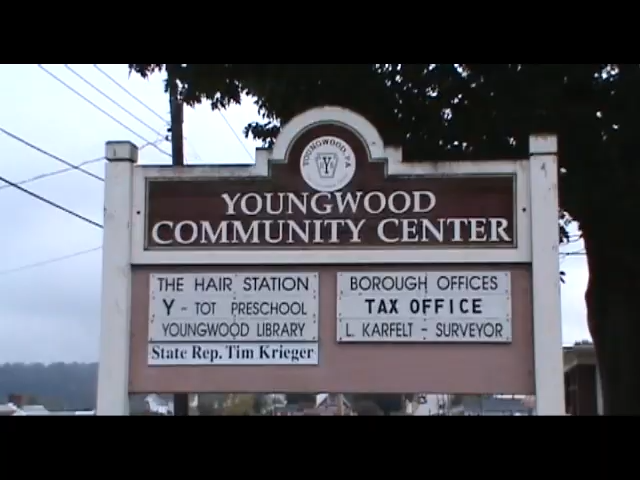 YOUNGWOOD, PA
Y
YOUNGWOOD
COMMUNITY CENTER
THE HAIR STATION
Y - TOT PRESCHOOL
YOUNGWOOD LIBRARY
State Rep. Tim Krieger
BOROUGH OFFICES
TAX OFFICE
L. KARFELT - SURVEYOR